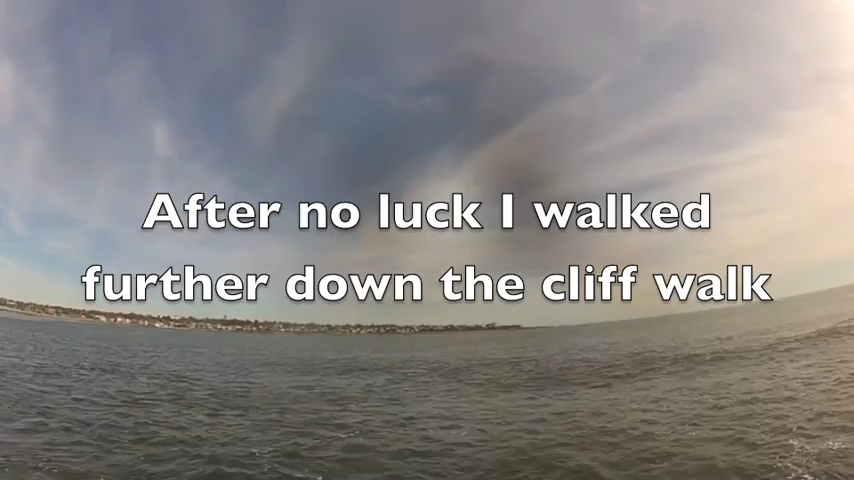 After no luck I walked
further down the cliff walk